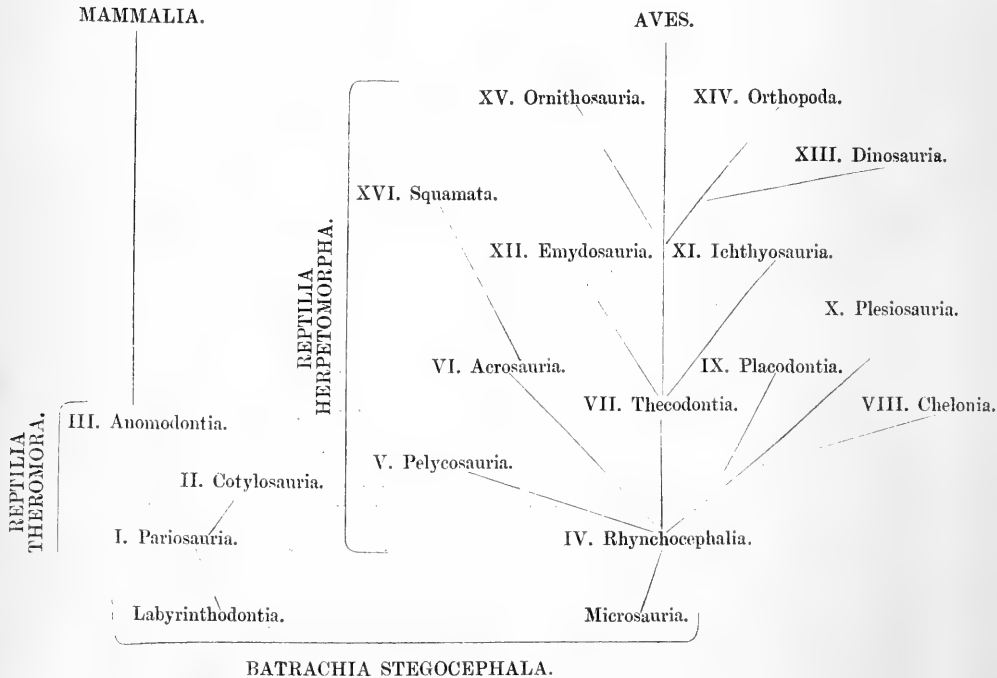 MAMMALIA.
AVES.
XV. Ornithosauria.
XIV. Orthopoda.
XIII. Dinosauria.
XVI. Squamata.
XII. Emydosauria.
XI. Ichthyosauria.
REPTILIA
HERPETOMORPHA.
X. Plesiosauria.
VI. Acrosauria.
IX. Placodontia.
VII. Thecodontia.
VIII. Chelonia.
REPTILIA
THEROMORA.
III. Anomodontia.
V. Pelycosauria.
II. Cotylosauria.
I. Pariosauria.
IV. Rhynchocephalia.
Labyrinthodontia.
Microsauria.
BATRACHIA STEGOCEPHALA.